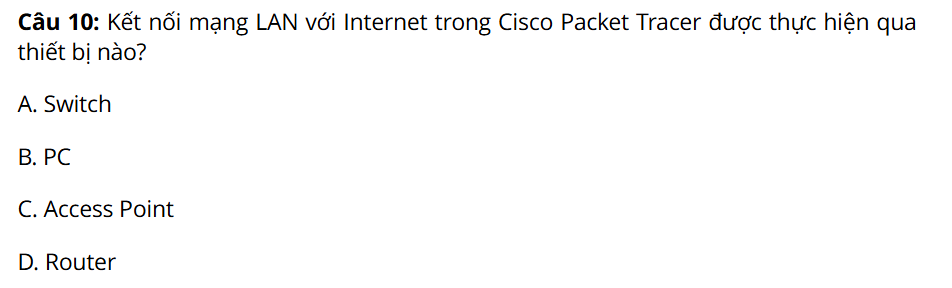 Câu 10: Kết nối mạng LAN với Internet trong Cisco Packet Tracer được thực hiện qua
thiết bị nào?
A. Switch
B. PC
C. Access Point
D. Router